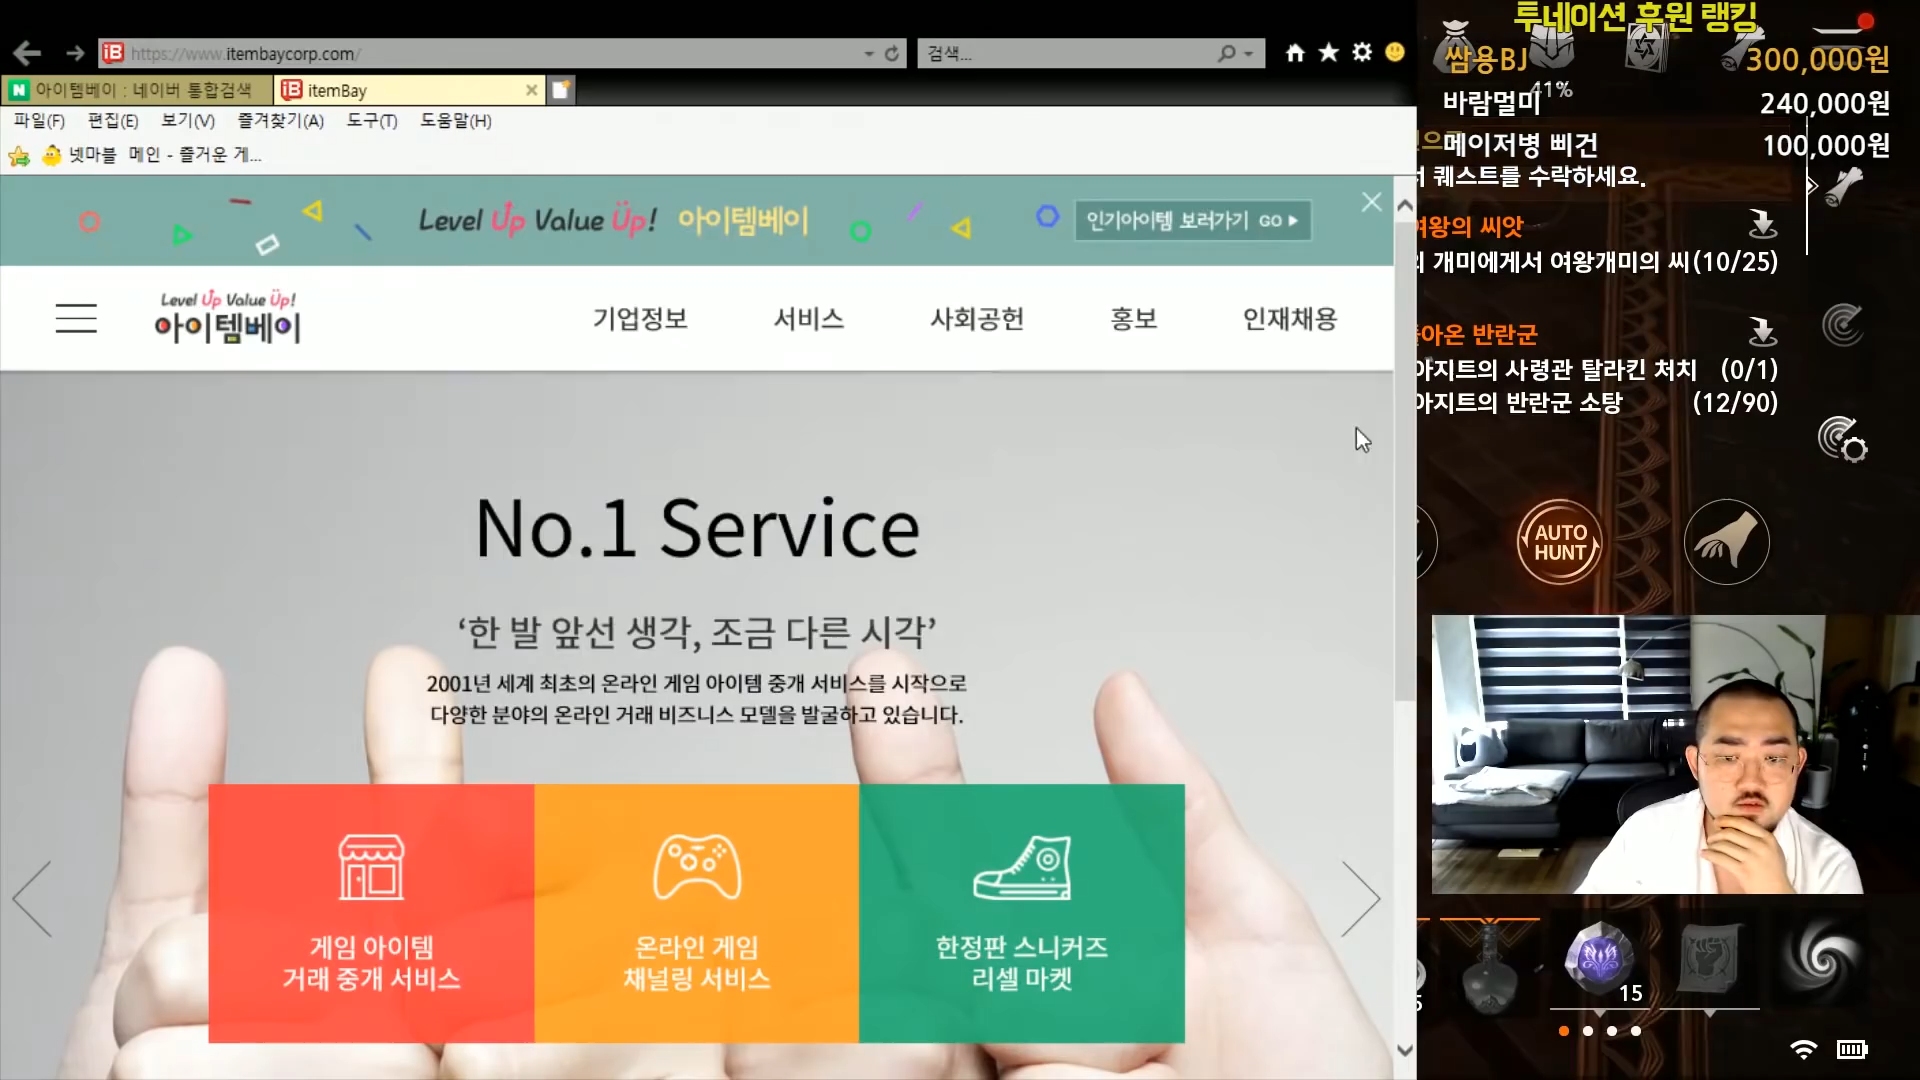 https://www.itembaycorp.com/
검색...
아이템베이 : 네이버 통합검색
itemBay
파일(F) 편집(E) 보기(V) 즐겨찾기(A) 도구(T) 도움말(H)
넷마블 메인 - 즐거운 게...
Level Up Value Up! 아이템베이
인기아이템 보러가기 GO
Level Up Value Up!
아이템베이
기업정보 서비스 사회공헌 홍보 인재채용
No.1 Service
‘한 발 앞선 생각, 조금 다른 시각’
2001년 세계 최초의 온라인 게임 아이템 중개 서비스를 시작으로
다양한 분야의 온라인 거래 비즈니스 모델을 발굴하고 있습니다.
게임 아이템
거래 중개 서비스
온라인 게임
채널링 서비스
한정판 스니커즈
리셀 마켓
투네이션 후원 랭킹
쌈용BJ 300,000원
41%
바람멀미 240,000원
메이저병 삐건 100,000원
퀘스트를 수락하세요.
여왕의 씨앗
개미에게서 여왕개미의 씨(10/25)
반란군
아지트의 사령관 탈라킨 처치 (0/1)
아지트의 반란군 소탕 (12/90)
AUTO
HUNT
15